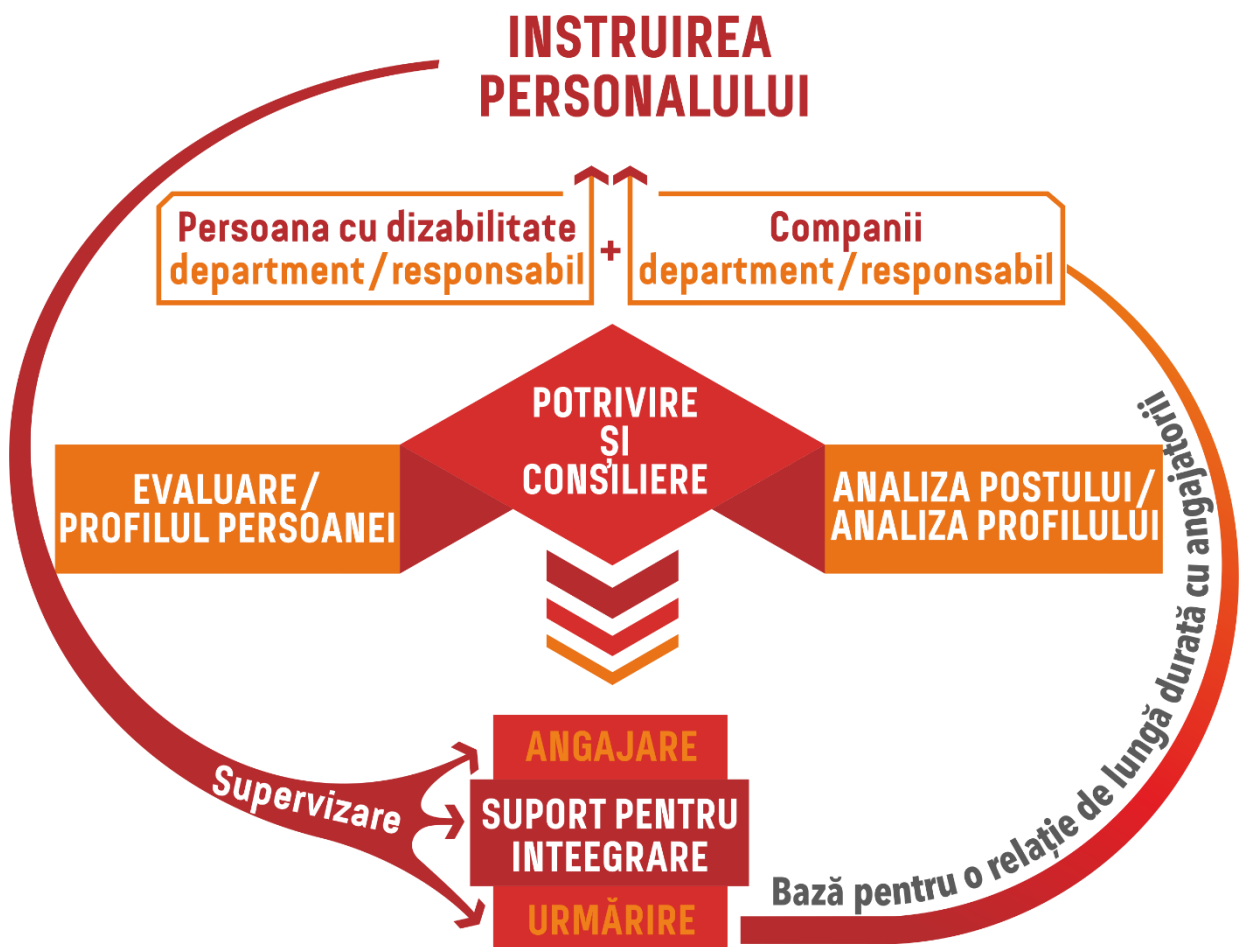 INSTRUIREA
PERSONALULUI
Persoana cu dizabilitate
department/responsabil
+
Companii
department/responsabil
POTRIVIRE
ȘI
CONSILIERE
EVALUARE/
PROFILUL PERSOANEI
ANALIZA POSTULUI/
ANALIZA PROFILULUI
Supervizare
ANGAJARE
SUPORT PENTRU
INTEEGRARE
URMĂRIRE
Bază pentru o relație de lungă durată cu angajatorii